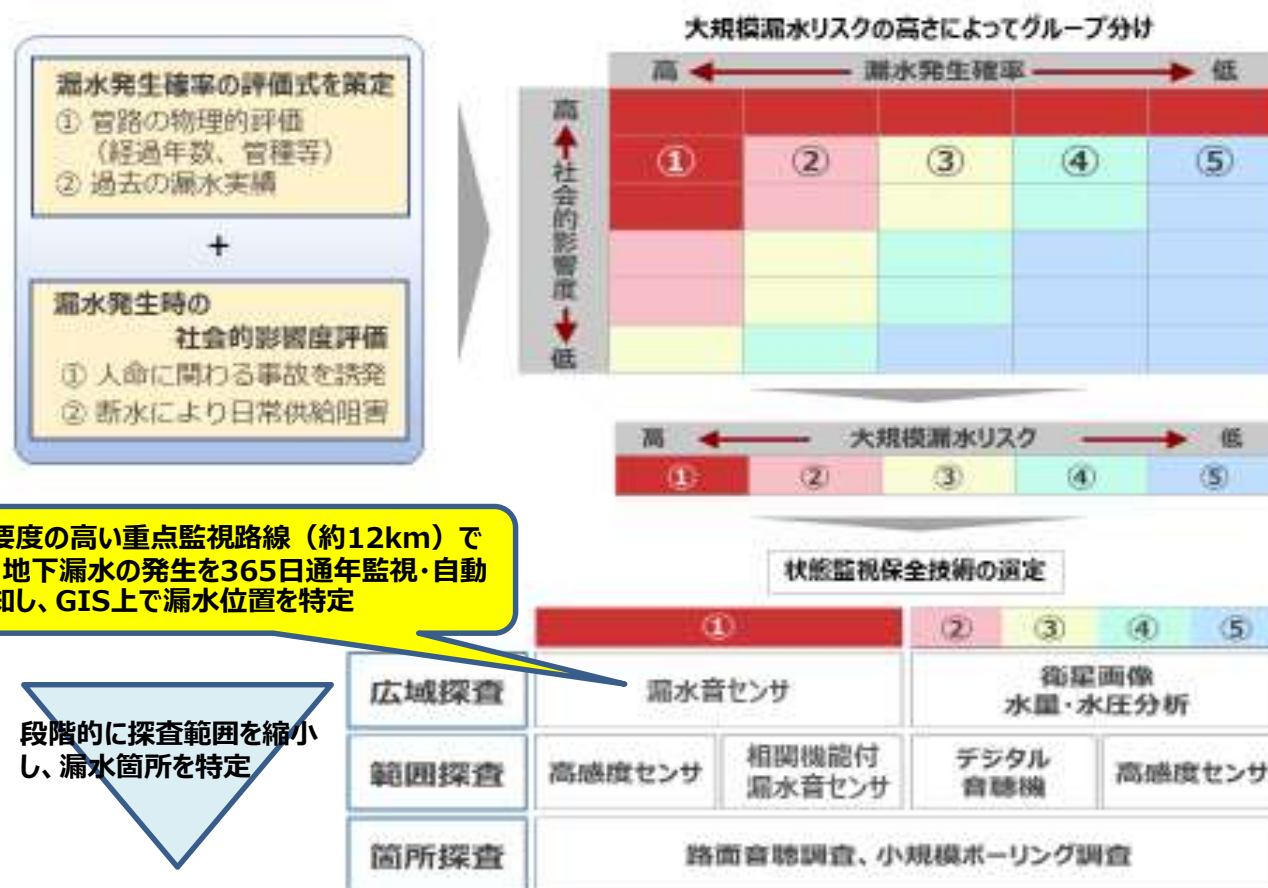 大規模漏水リスクの高さによってグループ分け
漏水発生確率の評価式を策定
① 管路の物理的評価
（経過年数、管種等）
② 過去の漏水実績
+
漏水発生時の
社会的影響度評価
① 人命に関わる事故を誘発
② 断水により日常供給阻害
高 漏水発生確率 低
高
社会的影響度
低
① ② ③ ④ ⑤
高 大規模漏水リスク 低
① ② ③ ④ ⑤
要度の高い重点監視路線（約12km）で
地下漏水の発生を365日通年監視・自動
知し、GIS上で漏水位置を特定
状態監視保全技術の選定
① ② ③ ④ ⑤
段階的に探査範囲を縮小
し、漏水箇所を特定
広域探査
漏水音センサ
衛星画像
水量・水圧分析
範囲探査
高感度センサ
相関機能付
漏水音センサ
デジタル
音聴機
高感度センサ
箇所探査
路面音聴調査、小規模ボーリング調査